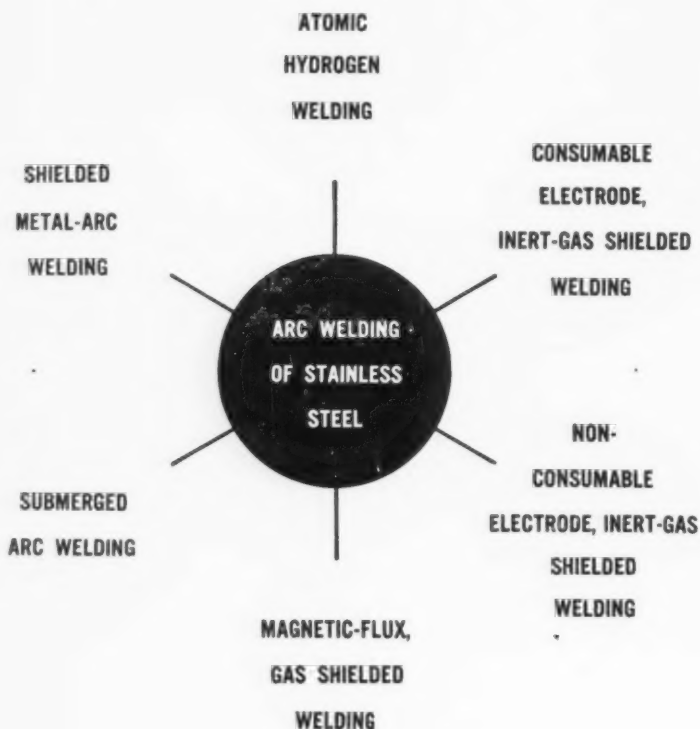 ATOMIC
HYDROGEN
WELDING
CONSUMABLE
ELECTRODE,
INERT-GAS SHIELDED
WELDING
SHIELDED
METAL-ARC
WELDING
ARC WELDING
OF STAINLESS
STEEL
NON-
CONSUMABLE
ELECTRODE, INERT-GAS
SHIELDED
WELDING
SUBMERGED
ARC WELDING
MAGNETIC-FLUX,
GAS SHIELDED
WELDING